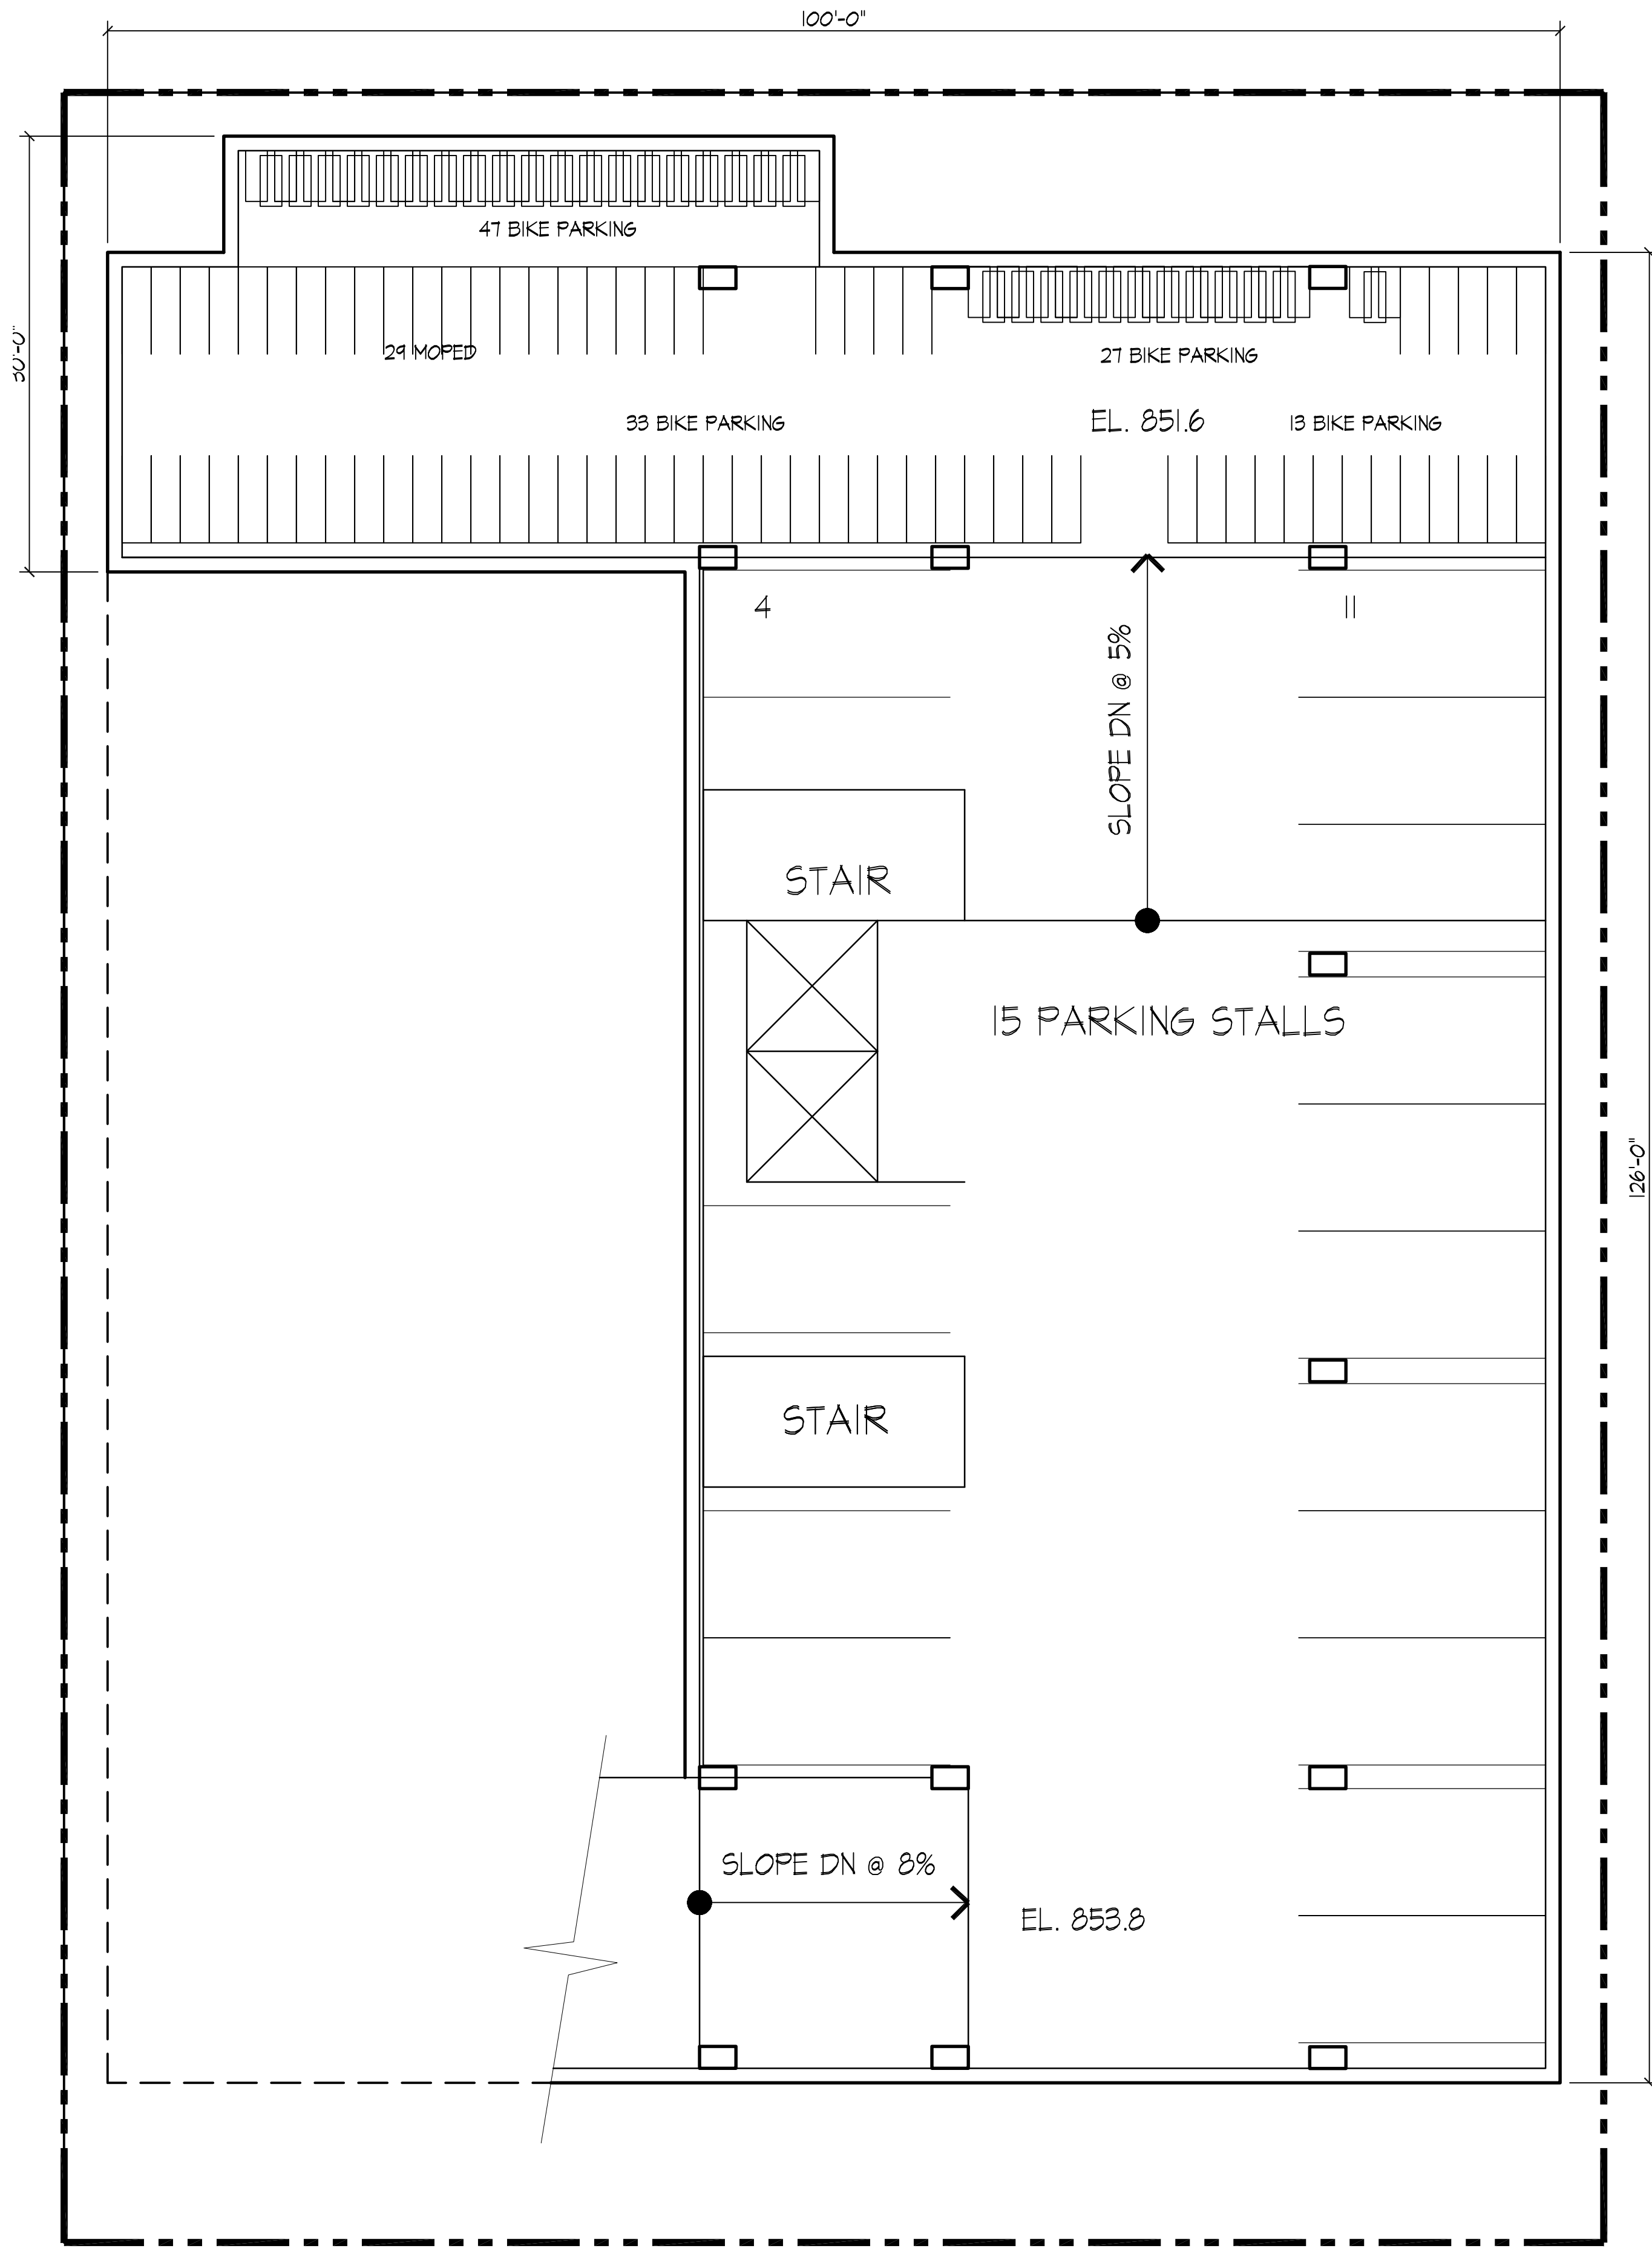 100'-0"
47 BIKE PARKING
30'-0"
29 MOPED
27 BIKE PARKING
33 BIKE PARKING
EL. 851.6
13 BIKE PARKING
4
11
SLOPE DN @ 5%
STAIR
15 PARKING STALLS
126'-0"
STAIR
SLOPE DN @ 8%
EL. 853.8